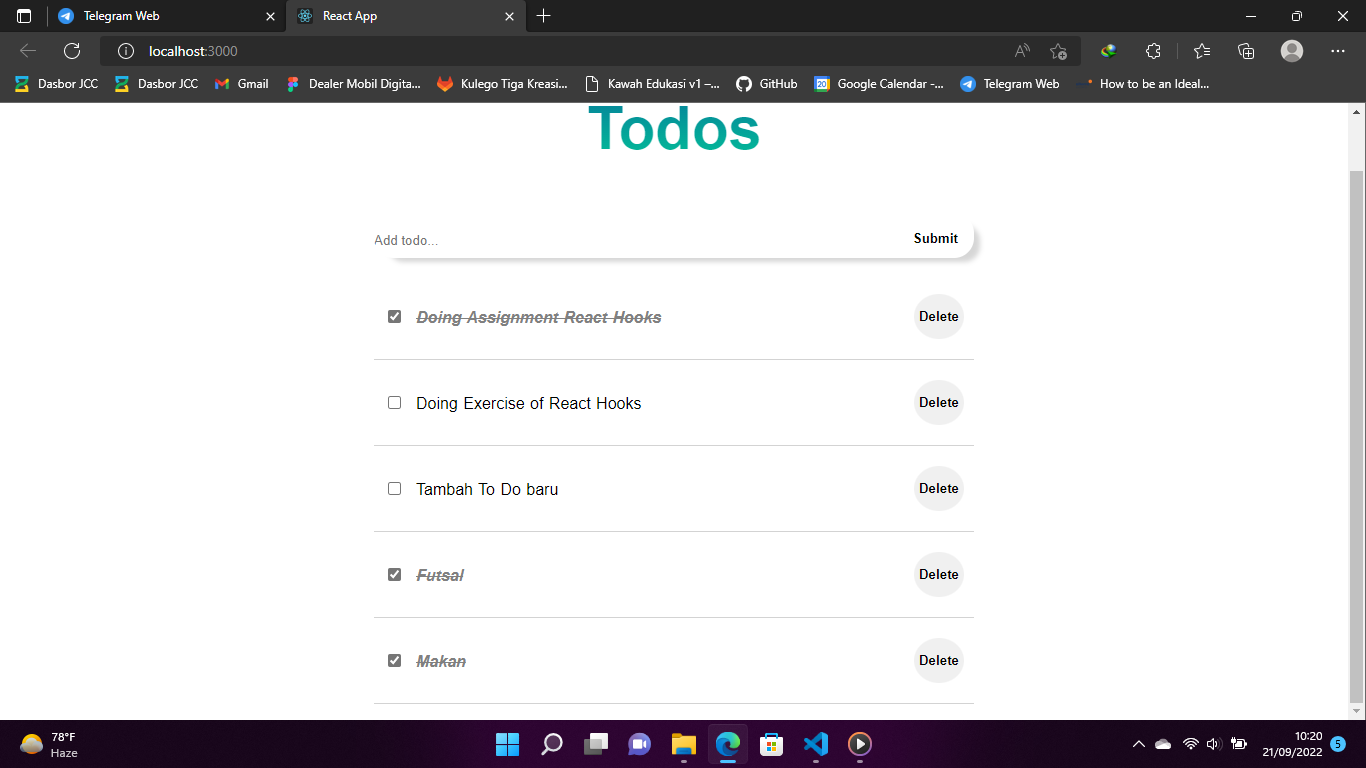 Telegram Web
React App
localhost:3000
Dasbor JCC
Dasbor JCC
Gmail
Dealer Mobil Digita...
Kulego Tiga Kreasi...
Kawah Edukasi v1 –...
GitHub
Google Calendar -...
Telegram Web
How to be an Ideal...
Todos
Add todo...
Submit
Doing Assignment React Hooks
Delete
Doing Exercise of React Hooks
Delete
Tambah To Do baru
Delete
Futsal
Delete
Makan
Delete
78°F
Haze
10:20
21/09/2022
5